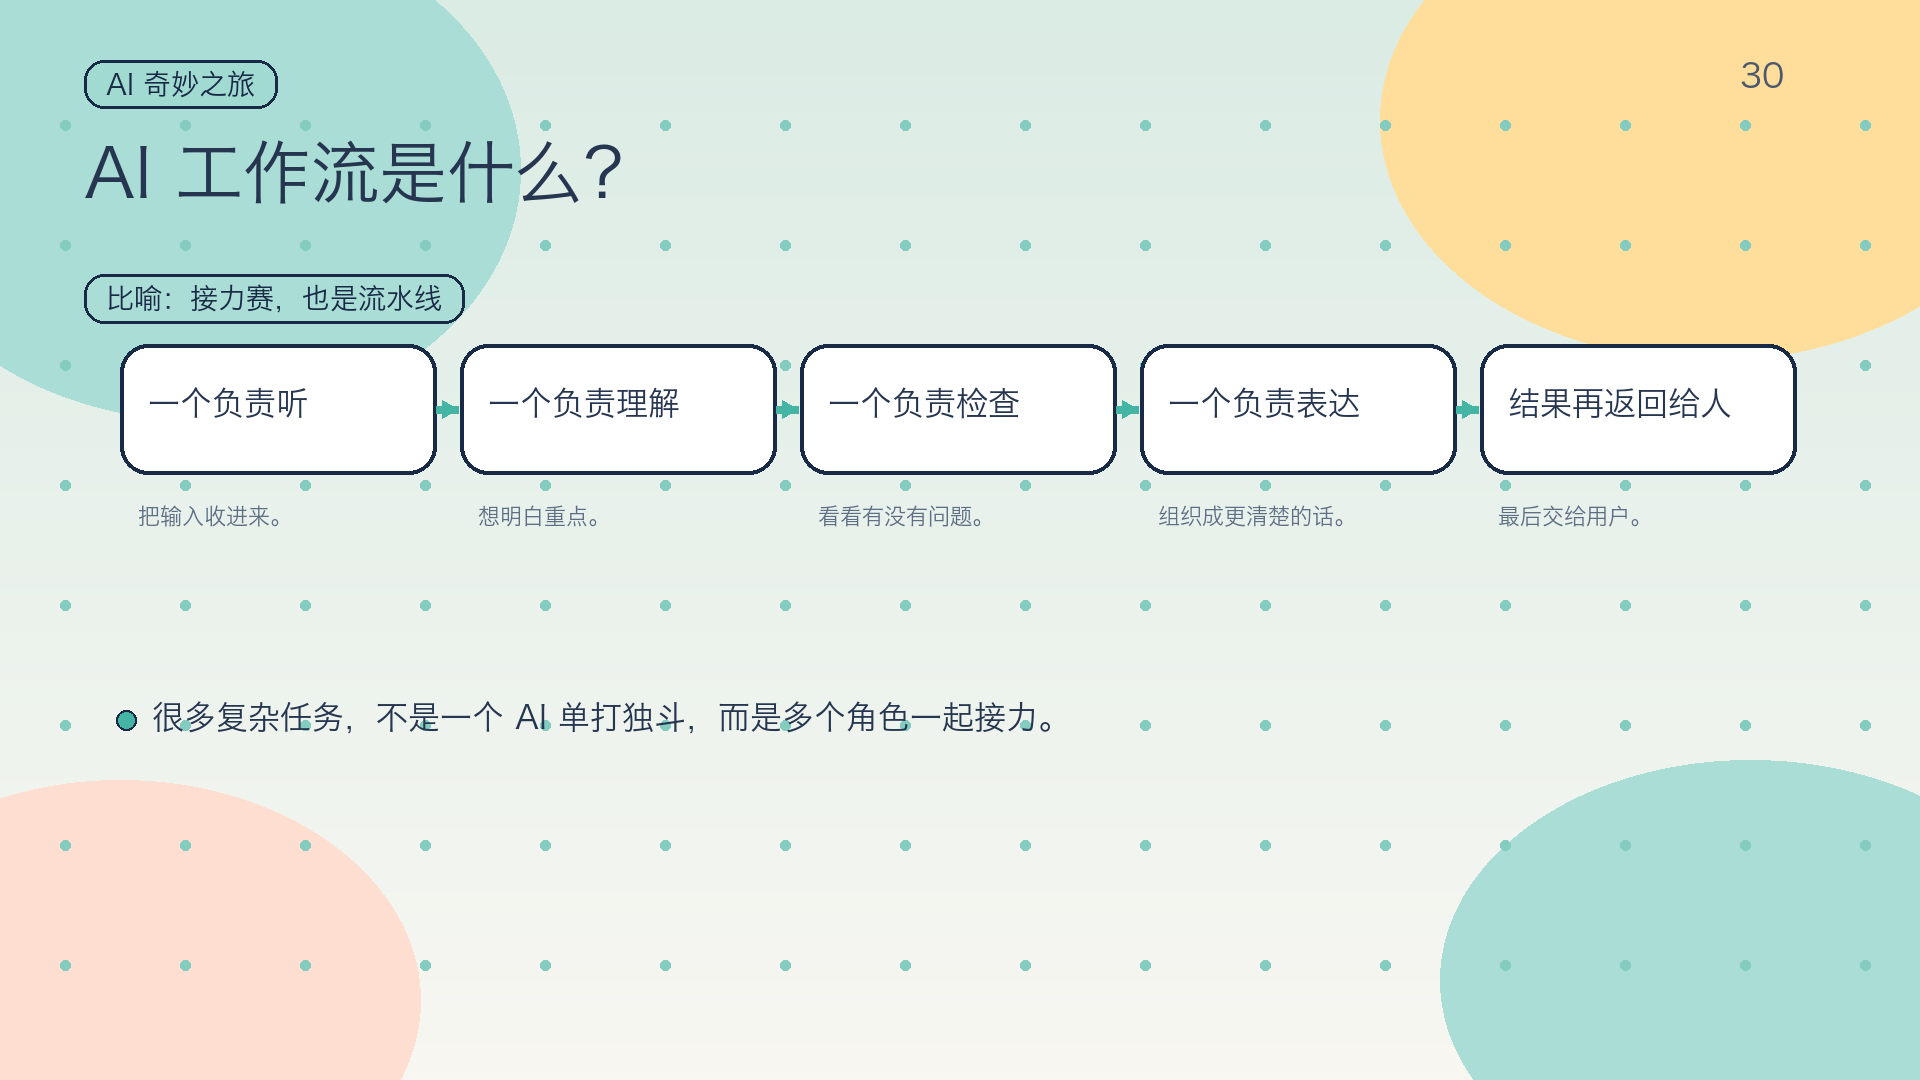 AI 奇妙之旅
30
AI 工作流是什么？
比喻：接力赛，也是流水线
一个负责听
一个负责理解
一个负责检查
一个负责表达
结果再返回给人
把输入收进来。
想明白重点。
看看有没有问题。
组织成更清楚的话。
最后交给用户。
很多复杂任务，不是一个 AI 单打独斗，而是多个角色一起接力。